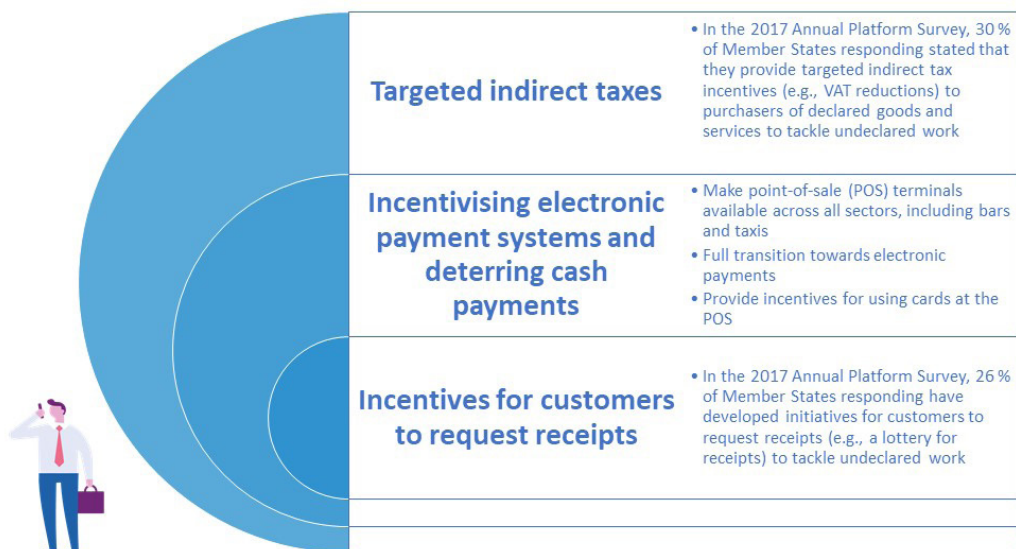 Targeted indirect taxes
• In the 2017 Annual Platform Survey, 30 %
of Member States responding stated that
they provide targeted indirect tax
incentives (e.g., VAT reductions) to
purchasers of declared goods and
services to tackle undeclared work
Incentivising electronic
payment systems and
deterring cash
payments
• Make point-of-sale (POS) terminals
available across all sectors, including bars
and taxis
• Full transition towards electronic
payments
• Provide incentives for using cards at the
POS
Incentives for customers
to request receipts
• In the 2017 Annual Platform Survey, 26 %
of Member States responding have
developed initiatives for customers to
request receipts (e.g., a lottery for
receipts) to tackle undeclared work